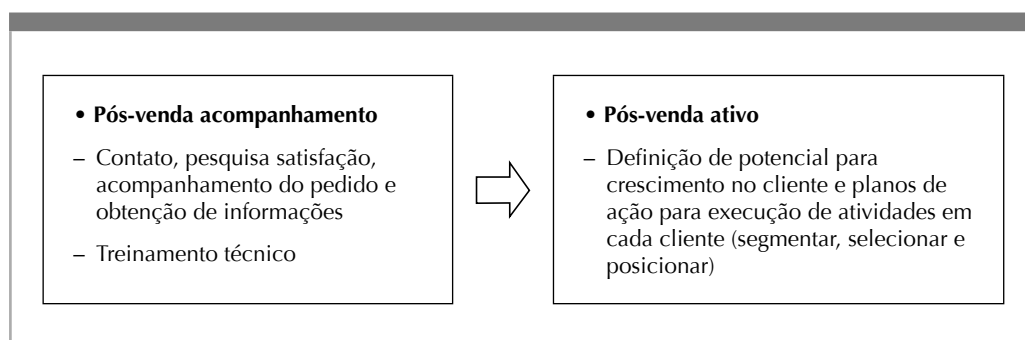 • Pós-venda acompanhamento
– Contato, pesquisa satisfação,
acompanhamento do pedido e
obtenção de informações
– Treinamento técnico
• Pós-venda ativo
– Definição de potencial para
crescimento no cliente e planos de
ação para execução de atividades em
cada cliente (segmentar, selecionar e
posicionar)